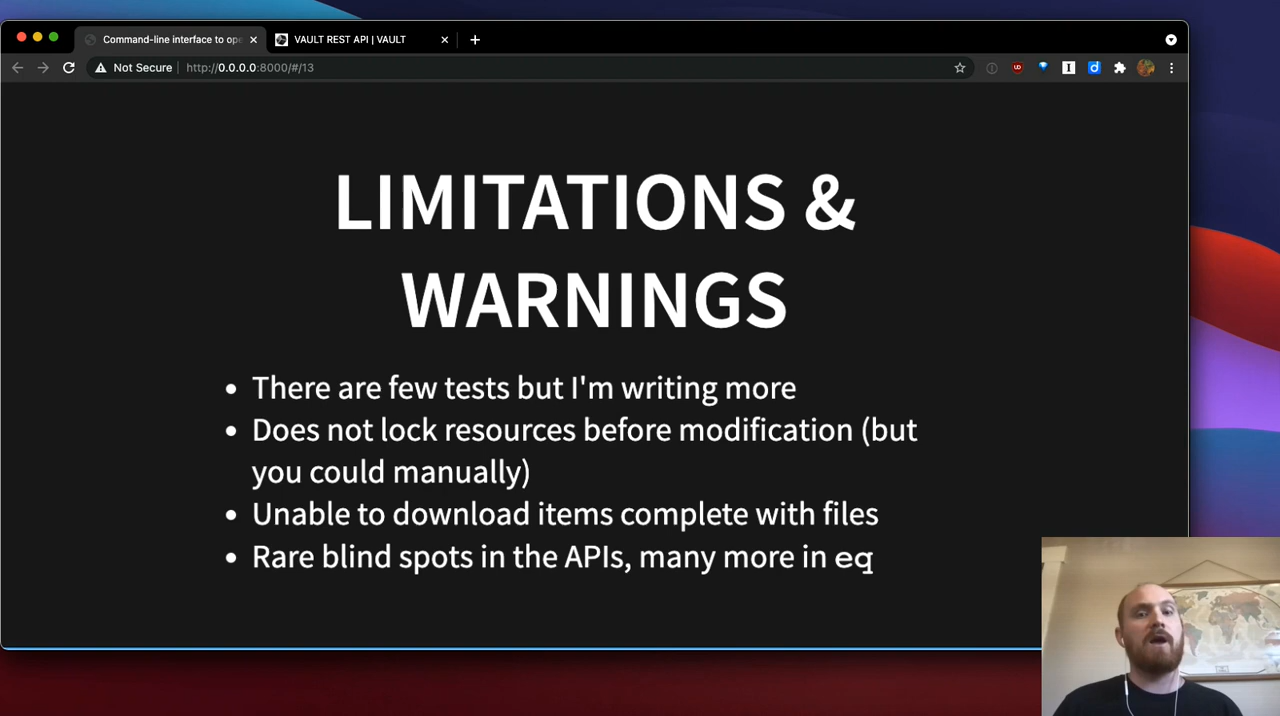 Command-line interface to ope
VAULT REST API | VAULT
Not Secure
http://0.0.0.0:8000/#/13
LIMITATIONS &
WARNINGS
• There are few tests but I'm writing more
• Does not lock resources before modification (but
you could manually)
• Unable to download items complete with files
• Rare blind spots in the APIs, many more in eq